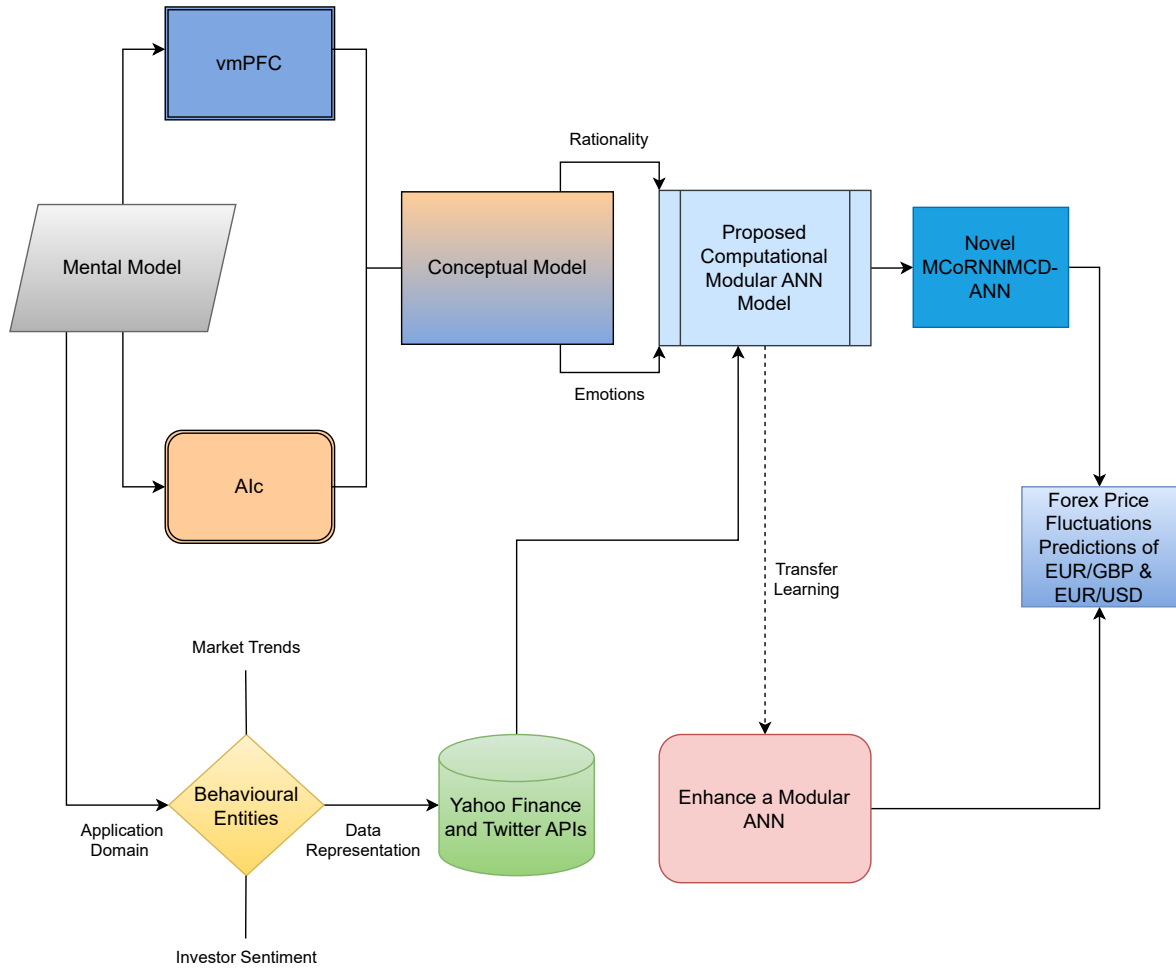 vmPFC
Rationality
Mental Model
Conceptual Model
Proposed
Computational
Modular ANN
Model
Novel
MCoRNNMCD-
ANN
Emotions
AIc
Forex Price
Fluctuations
Predictions of
EUR/GBP &
EUR/USD
Transfer
Learning
Market Trends
Behavioural
Entities
Application
Domain
Data
Representation
Yahoo Finance
and Twitter APIs
Enhance a Modular
ANN
Investor Sentiment